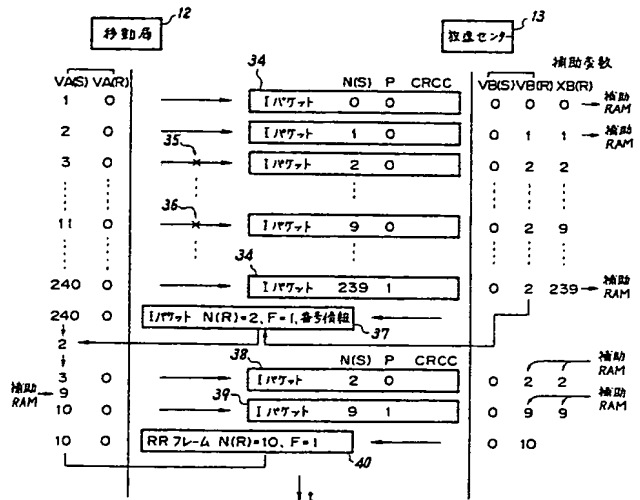 12
13
移動局
救急センター
補助変数
34
VA(S) VA(R)
N(S) P CRCC
VB(S) VB(R) XB(R)
1 0 Iパケット 0 0 0 0 0 補助RAM
2 0 Iパケット 1 0 0 1 1 補助RAM
35
3 0 Iパケット 2 0 0 2 2
36
11 0 Iパケット 9 0 0 2 9
34
240 0 Iパケット 239 1 0 2 239 補助RAM
240 0 Iパケット N(R)=2、F=1、番号情報
37
2
38 N(S) P CRCC
補助RAM
3 0 Iパケット 2 0 0 2 2
補助RAM 9
39
10 0 Iパケット 9 1 0 9 9 補助RAM
10 0 RRフレーム N(R)=10、F=1 0 10
40
t